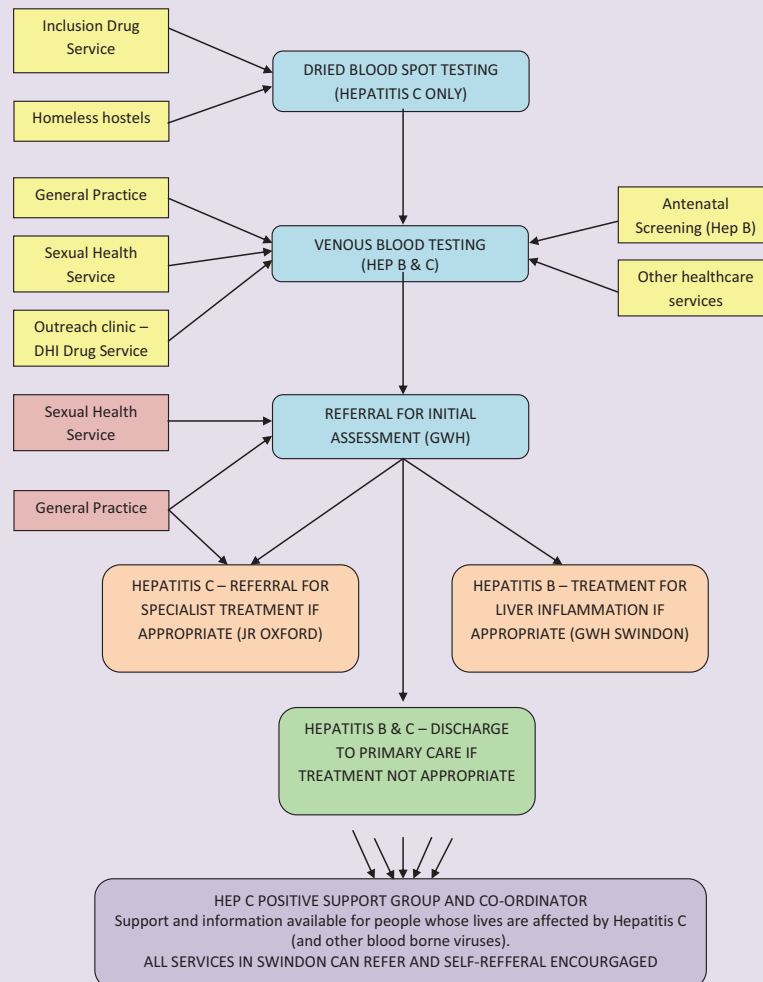 Inclusion Drug
Service
DRIED BLOOD SPOT TESTING
(HEPATITIS C ONLY)
Homeless hostels
General Practice
Sexual Health
Service
Outreach clinic –
DHI Drug Service
VENOUS BLOOD TESTING
(HEP B & C)
Antenatal
Screening (Hep B)
Other healthcare
services
Sexual Health
Service
General Practice
REFERRAL FOR INITIAL
ASSESSMENT (GWH)
HEPATITIS C – REFERRAL FOR
SPECIALIST TREATMENT IF
APPROPRIATE (JR OXFORD)
HEPATITIS B – TREATMENT FOR
LIVER INFLAMMATION IF
APPROPRIATE (GWH SWINDON)
HEPATITIS B & C – DISCHARGE
TO PRIMARY CARE IF
TREATMENT NOT APPROPRIATE
HEP C POSITIVE SUPPORT GROUP AND CO-ORDINATOR
Support and information available for people whose lives are affected by Hepatitis C
(and other blood borne viruses).
ALL SERVICES IN SWINDON CAN REFER AND SELF-REFFERAL ENCOURGAGED